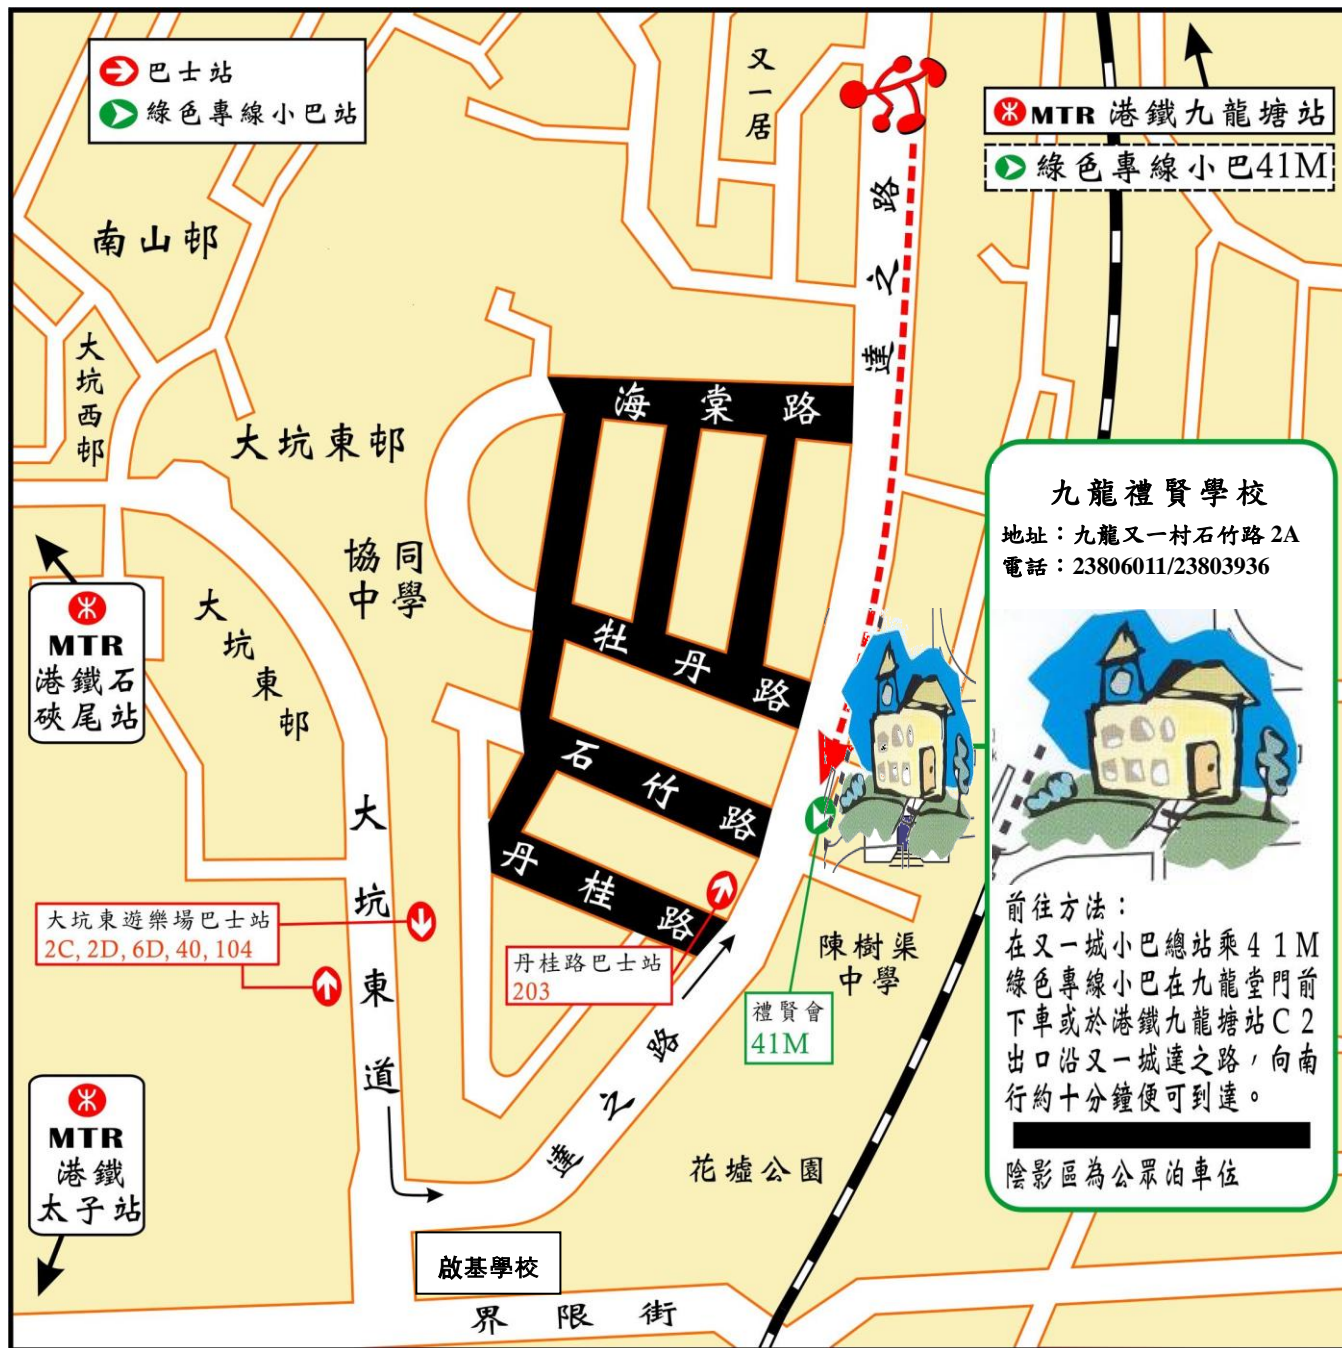 巴士站
綠色專線小巴站
又一居
MTR 港鐵九龍塘站
綠色專線小巴41M
達之路
南山邨
大坑西邨
大坑東邨
海棠路
協同
中學
大坑東邨
MTR
港鐵石
硤尾站
牡丹路
石竹路
丹桂路
大坑東道
大坑東遊樂場巴士站
2C, 2D, 6D, 40, 104
丹桂路巴士站
203
禮賢會
41M
陳樹渠
中學
達之路
花墟公園
MTR
港鐵
太子站
啟基學校
界限街
九龍禮賢學校
地址：九龍又一村石竹路 2A
電話：23806011/23803936
前往方法：
在又一城小巴總站乘４１M
綠色專線小巴在九龍堂門前
下車或於港鐵九龍塘站C２
出口沿又一城達之路，向南
行約十分鐘便可到達。
陰影區為公眾泊車位